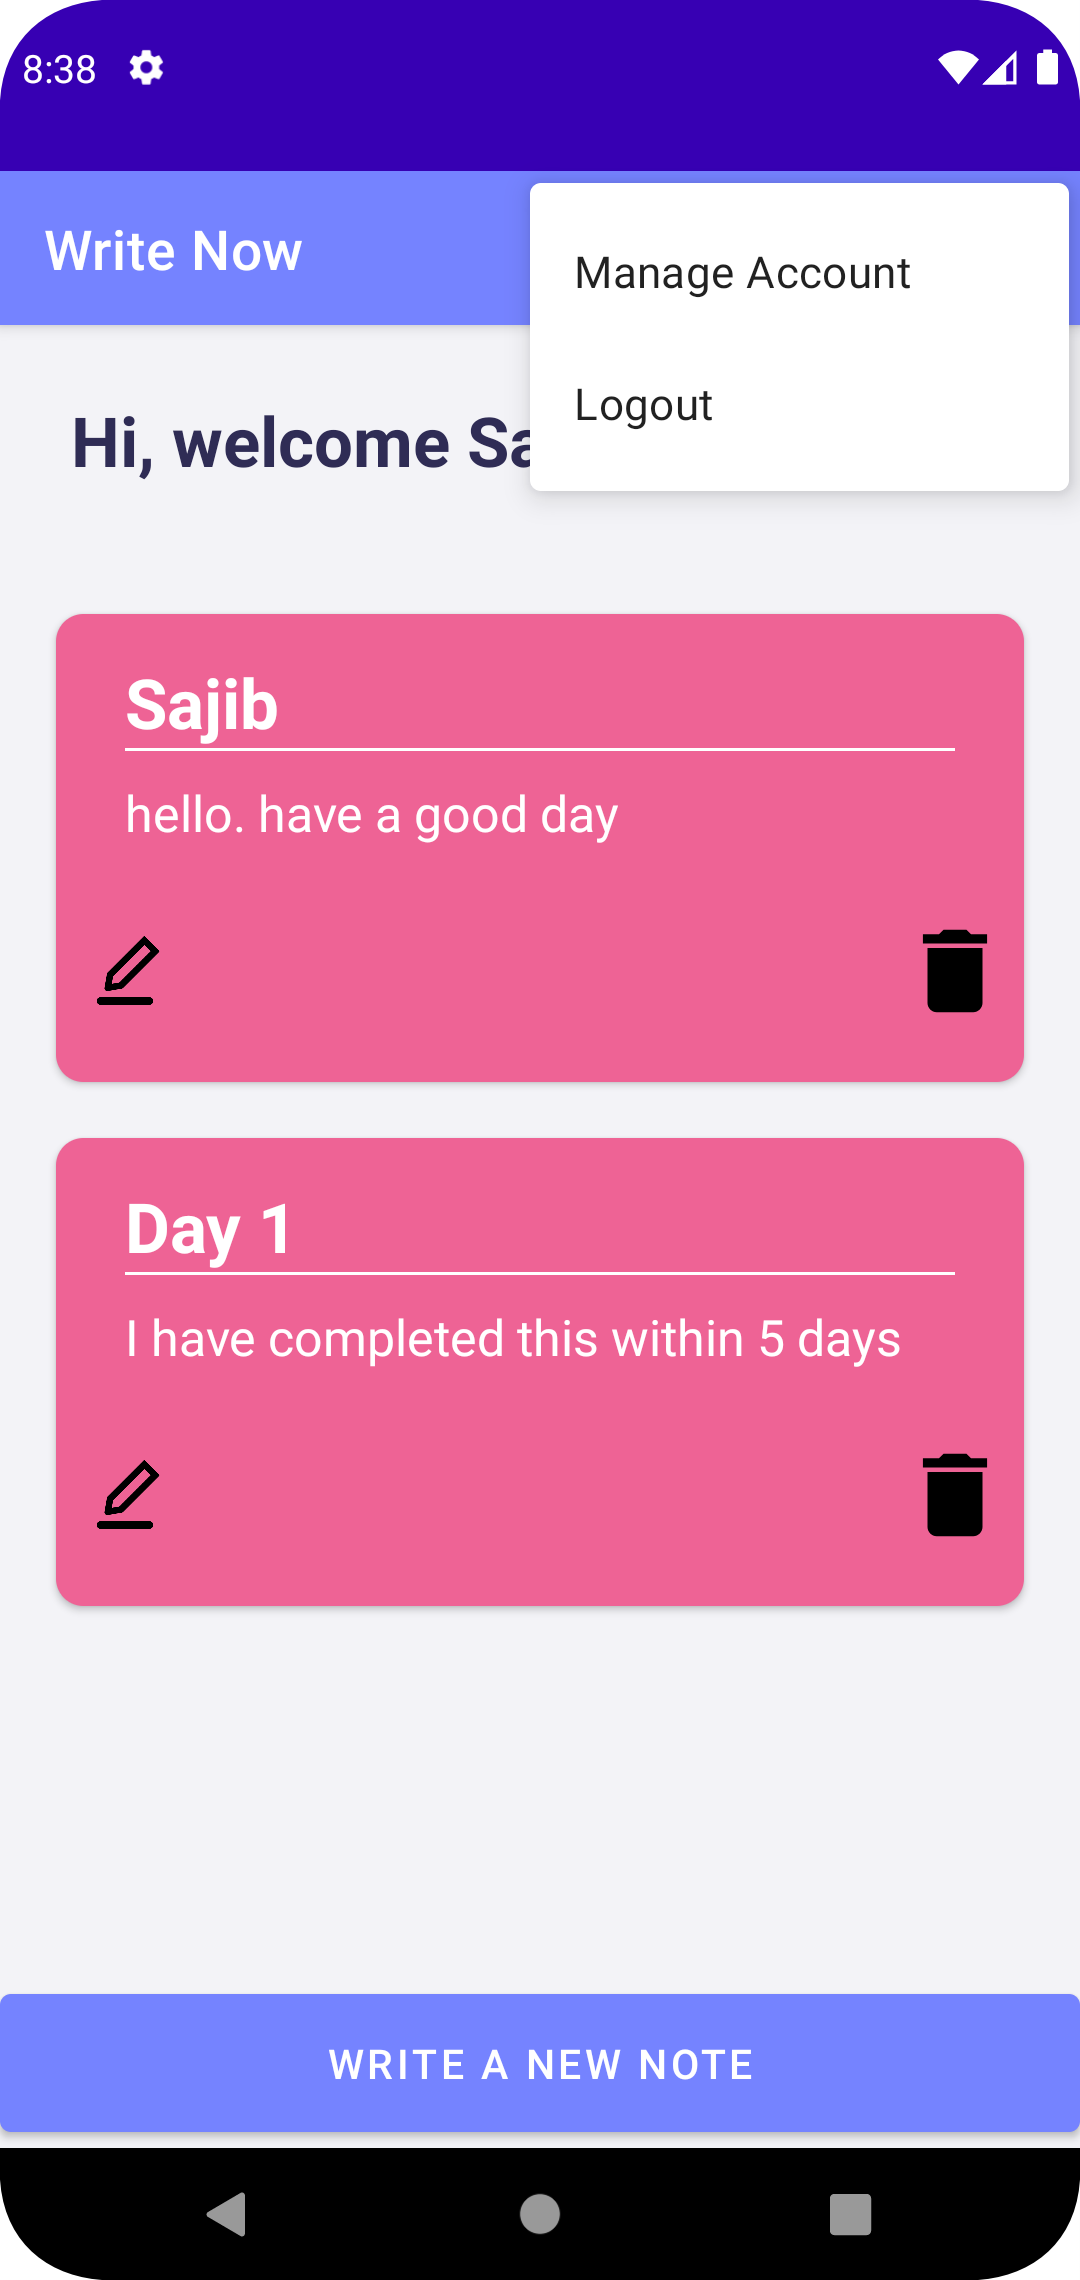 8:38
Write Now
Manage Account
Logout
Hi, welcome
Sajib
hello. have a good day
Day 1
I have completed this within 5 days
WRITE A NEW NOTE